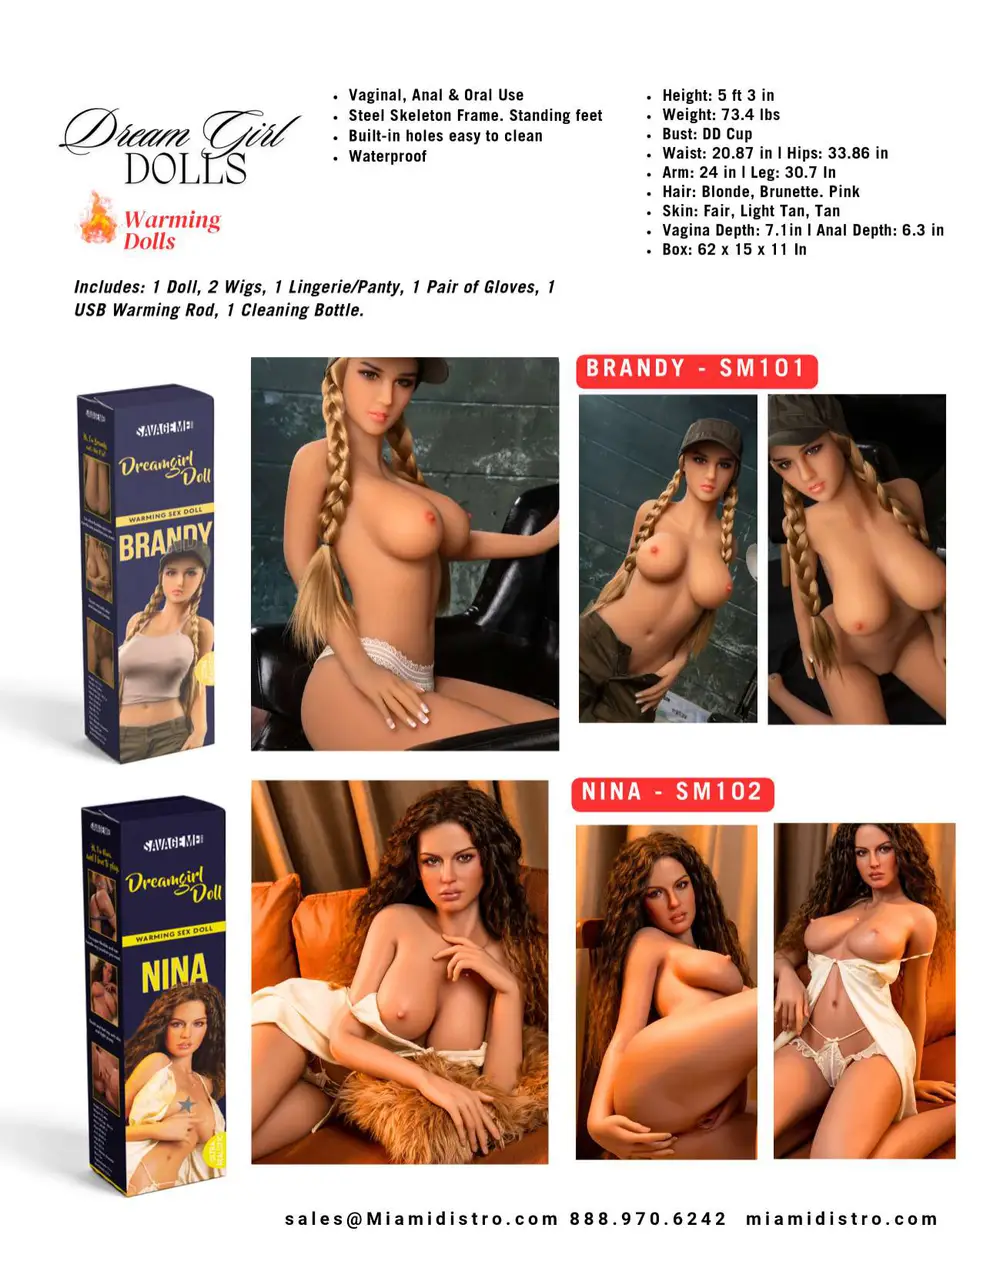 Dream Girl
DOLLS
Warming
Dolls
• Vaginal, Anal & Oral Use
• Steel Skeleton Frame. Standing feet
• Built-in holes easy to clean
• Waterproof
• Height: 5 ft 3 in
• Weight: 73.4 lbs
• Bust: DD Cup
• Waist: 20.87 in | Hips: 33.86 in
• Arm: 24 in | Leg: 30.7 In
• Hair: Blonde, Brunette. Pink
• Skin: Fair, Light Tan, Tan
• Vagina Depth: 7.1in | Anal Depth: 6.3 in
• Box: 62 x 15 x 11 In
Includes: 1 Doll, 2 Wigs, 1 Lingerie/Panty, 1 Pair of Gloves, 1
USB Warming Rod, 1 Cleaning Bottle.
BRANDY - SM101
SAVAGEME
Dreamgirl
Doll
WARMING SEX DOLL
BRANDY
NINA - SM102
SAVAGEME
Dreamgirl
Doll
WARMING SEX DOLL
NINA
sales@Miamidistro.com 888.970.6242 miamidistro.com